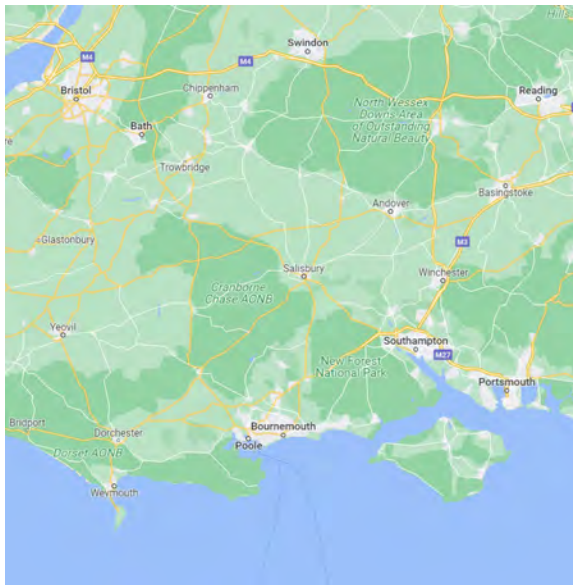 Hill
Swindon
M4
M4
Bristol
Chippenham
Reading
North Wessex
Downs Area
of Outstanding
Natural Beauty
Bath
Trowbridge
Basingstoke
Andover
Glastonbury
M3
Salisbury
Winchester
Cranborne
Chase AONB
Yeovil
Southampton
M27
New Forest
National Park
Portsmouth
Bridport
Bournemouth
Dorchester
Poole
Dorset AONB
Weymouth